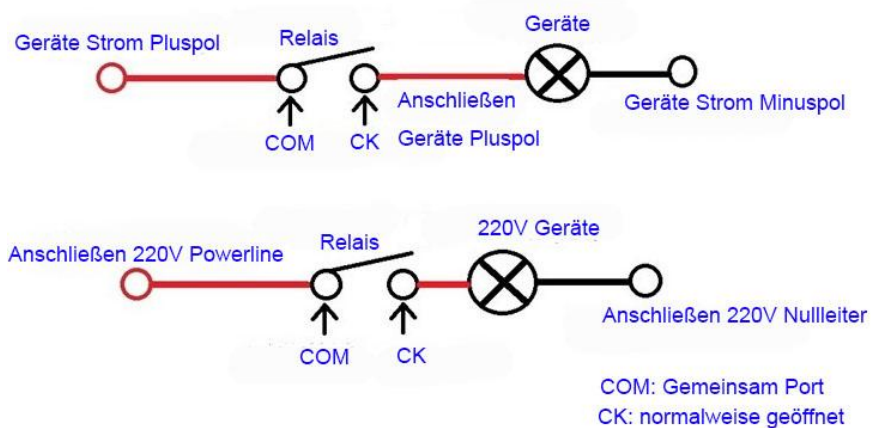 Geräte
Geräte Strom Pluspol
Relais
Anschließen
Geräte Strom Minuspol
COM
CK
Geräte Pluspol
220V Geräte
Anschließen 220V Powerline
Relais
Anschließen 220V Nullleiter
COM
CK
COM: Gemeinsam Port
CK: normalweise geöffnet